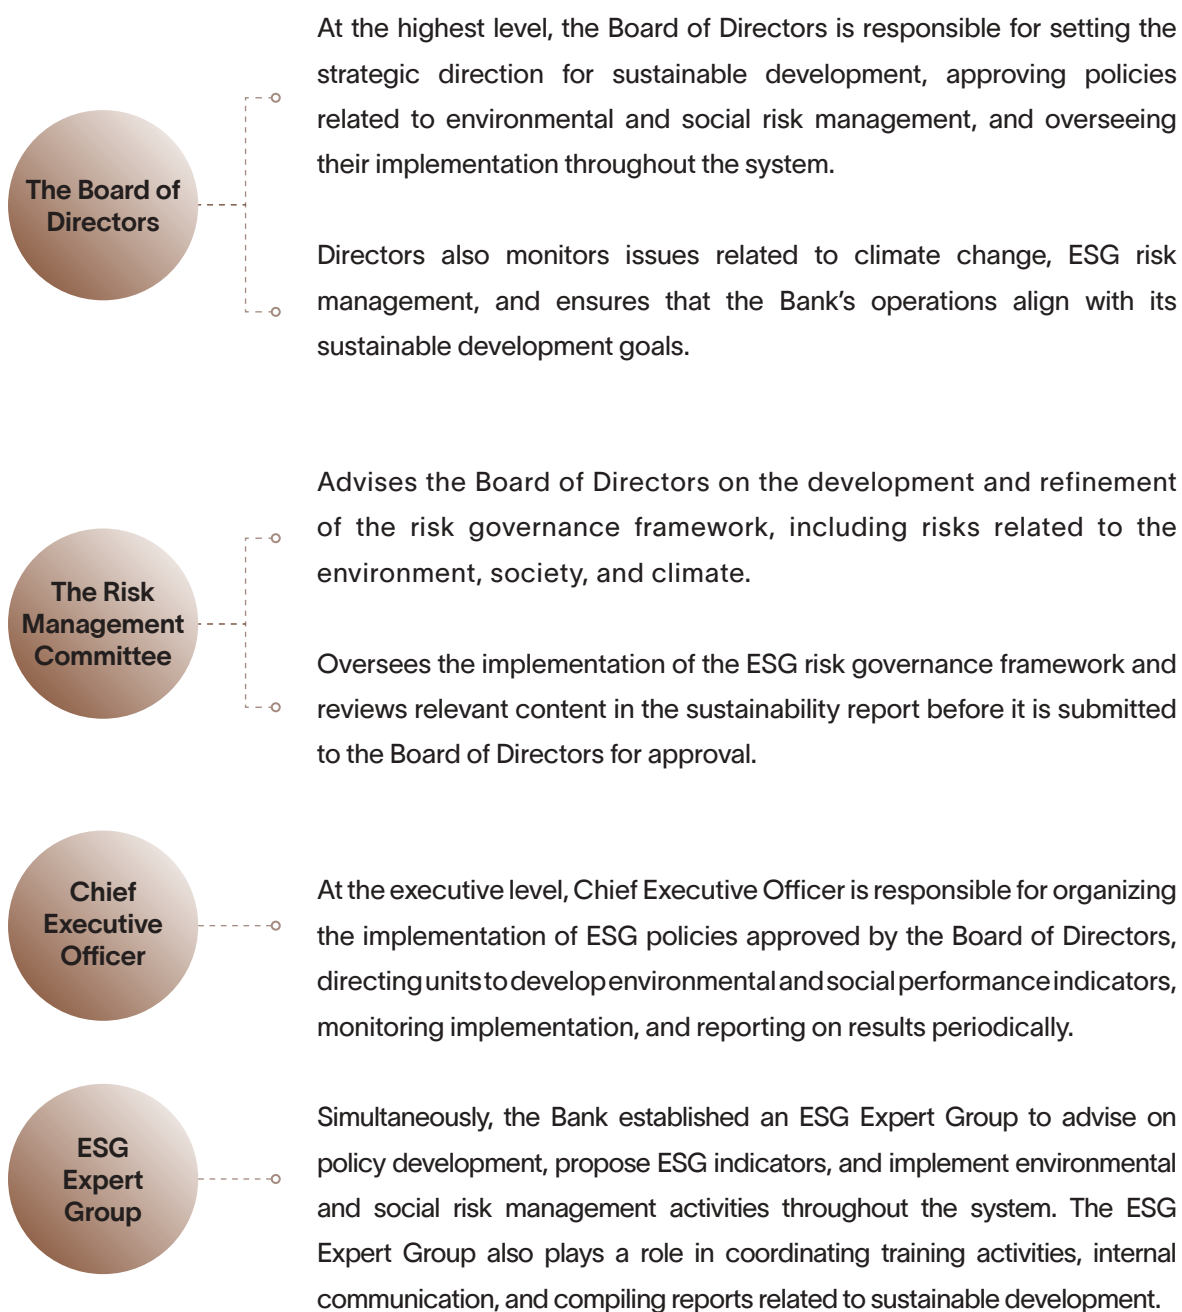 The Board of
Directors
At the highest level, the Board of Directors is responsible for setting the
strategic direction for sustainable development, approving policies
related to environmental and social risk management, and overseeing
their implementation throughout the system.
Directors also monitors issues related to climate change, ESG risk
management, and ensures that the Bank's operations align with its
sustainable development goals.
The Risk
Management
Committee
Advises the Board of Directors on the development and refinement
of the risk governance framework, including risks related to the
environment, society, and climate.
Oversees the implementation of the ESG risk governance framework and
reviews relevant content in the sustainability report before it is submitted
to the Board of Directors for approval.
Chief
Executive
Officer
At the executive level, Chief Executive Officer is responsible for organizing
the implementation of ESG policies approved by the Board of Directors,
directing units to develop environmental and social performance indicators,
monitoring implementation, and reporting on results periodically.
ESG
Expert
Group
Simultaneously, the Bank established an ESG Expert Group to advise on
policy development, propose ESG indicators, and implement environmental
and social risk management activities throughout the system. The ESG
Expert Group also plays a role in coordinating training activities, internal
communication, and compiling reports related to sustainable development.